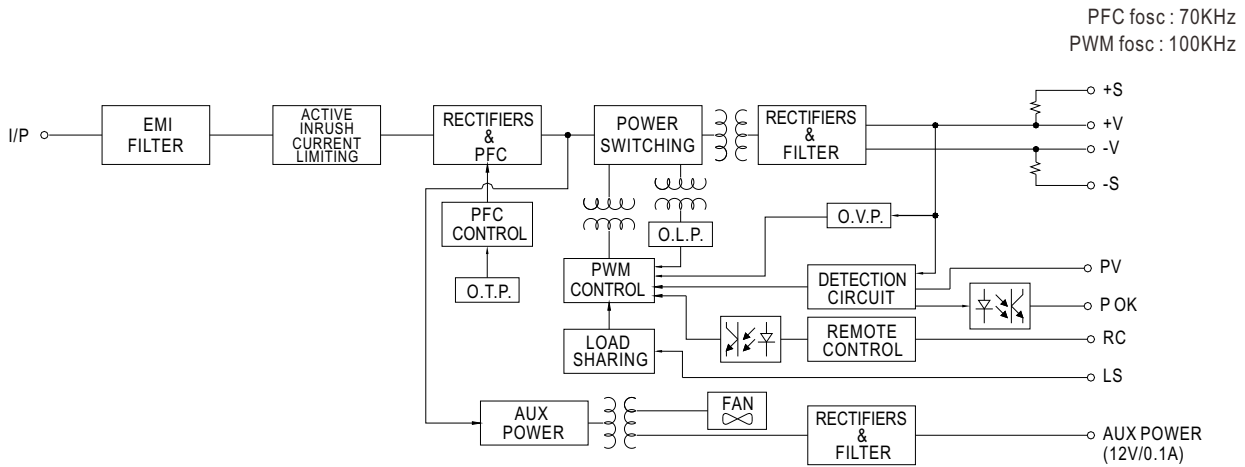 PFC fosc : 70KHz
PWM fosc : 100KHz
I/P
EMI
FILTER
ACTIVE
INRUSH
CURRENT
LIMITING
RECTIFIERS
&
PFC
POWER
SWITCHING
RECTIFIERS
&
FILTER
+S
+V
-V
-S
PFC
CONTROL
O.L.P.
O.V.P.
O.T.P.
PWM
CONTROL
DETECTION
CIRCUIT
PV
P OK
LOAD
SHARING
REMOTE
CONTROL
RC
LS
AUX
POWER
FAN
RECTIFIERS
&
FILTER
AUX POWER
(12V/0.1A)